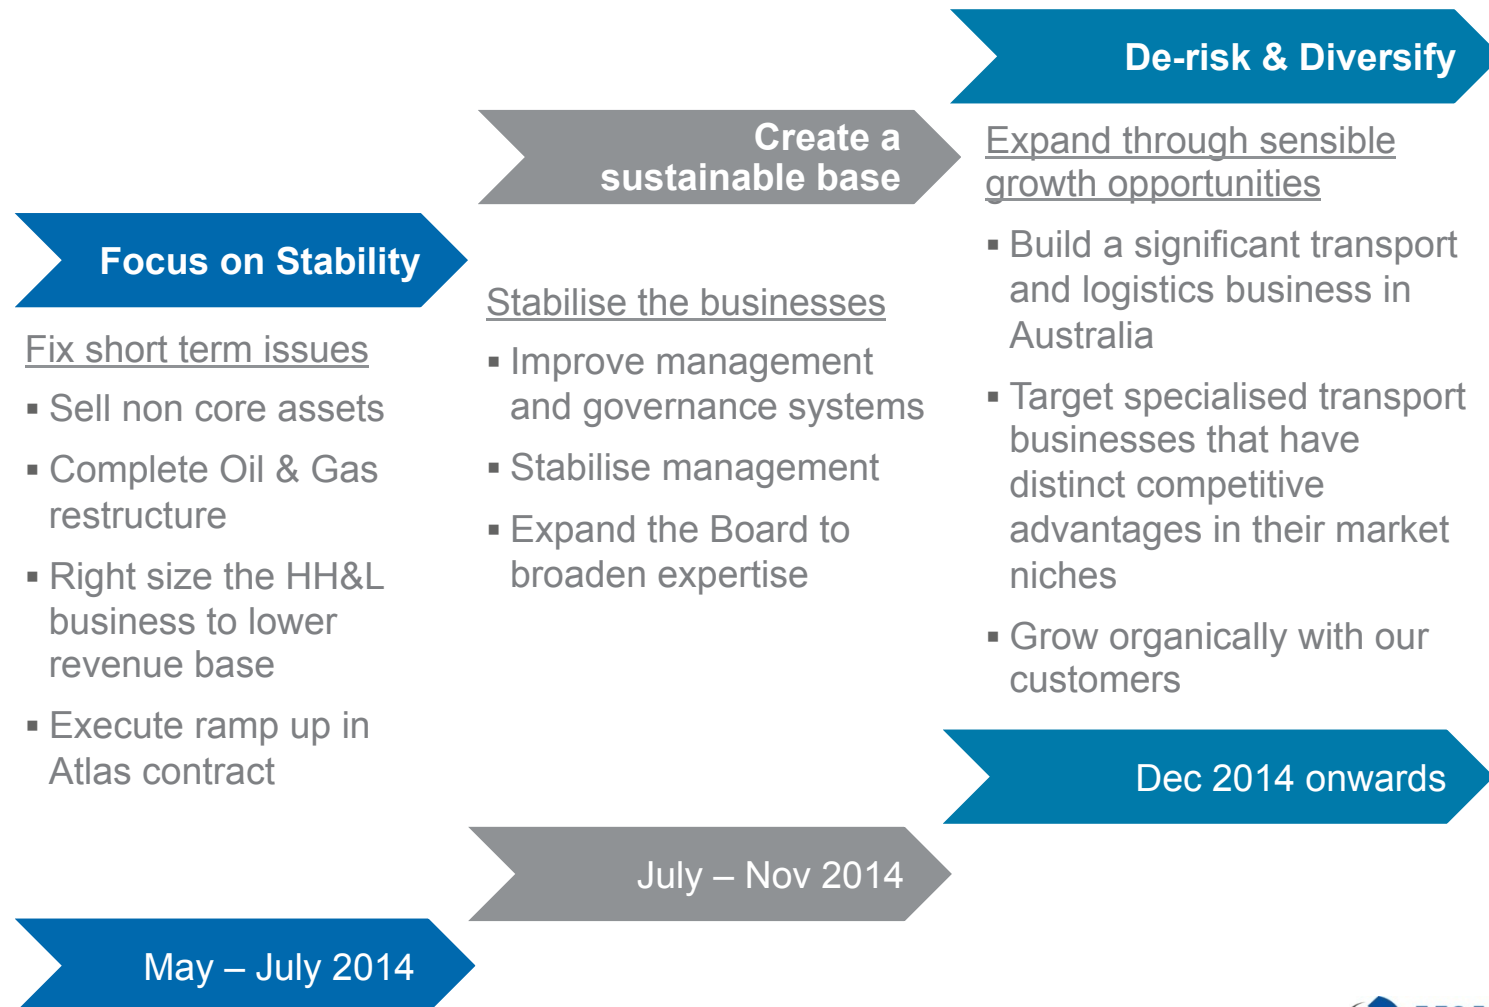 Focus on Stability
Fix short term issues
▪ Sell non core assets
▪ Complete Oil & Gas
restructure
▪ Right size the HH&L
business to lower
revenue base
▪ Execute ramp up in
Atlas contract
May – July 2014
Create a
sustainable base
Stabilise the businesses
▪ Improve management
and governance systems
▪ Stabilise management
▪ Expand the Board to
broaden expertise
July – Nov 2014
De-risk & Diversify
Expand through sensible
growth opportunities
▪ Build a significant transport
and logistics business in
Australia
▪ Target specialised transport
businesses that have
distinct competitive
advantages in their market
niches
▪ Grow organically with our
customers
Dec 2014 onwards